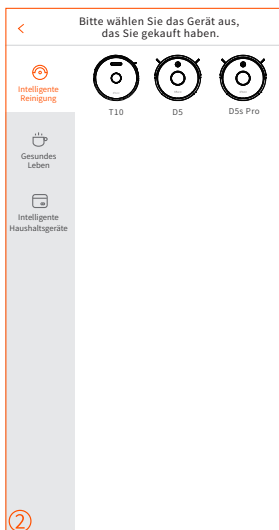 Bitte wählen Sie das Gerät aus,
das Sie gekauft haben.
Intelligente
Reinigung
T10
D5
D5s Pro
Gesundes
Leben
Intelligente
Haushaltsgeräte
2